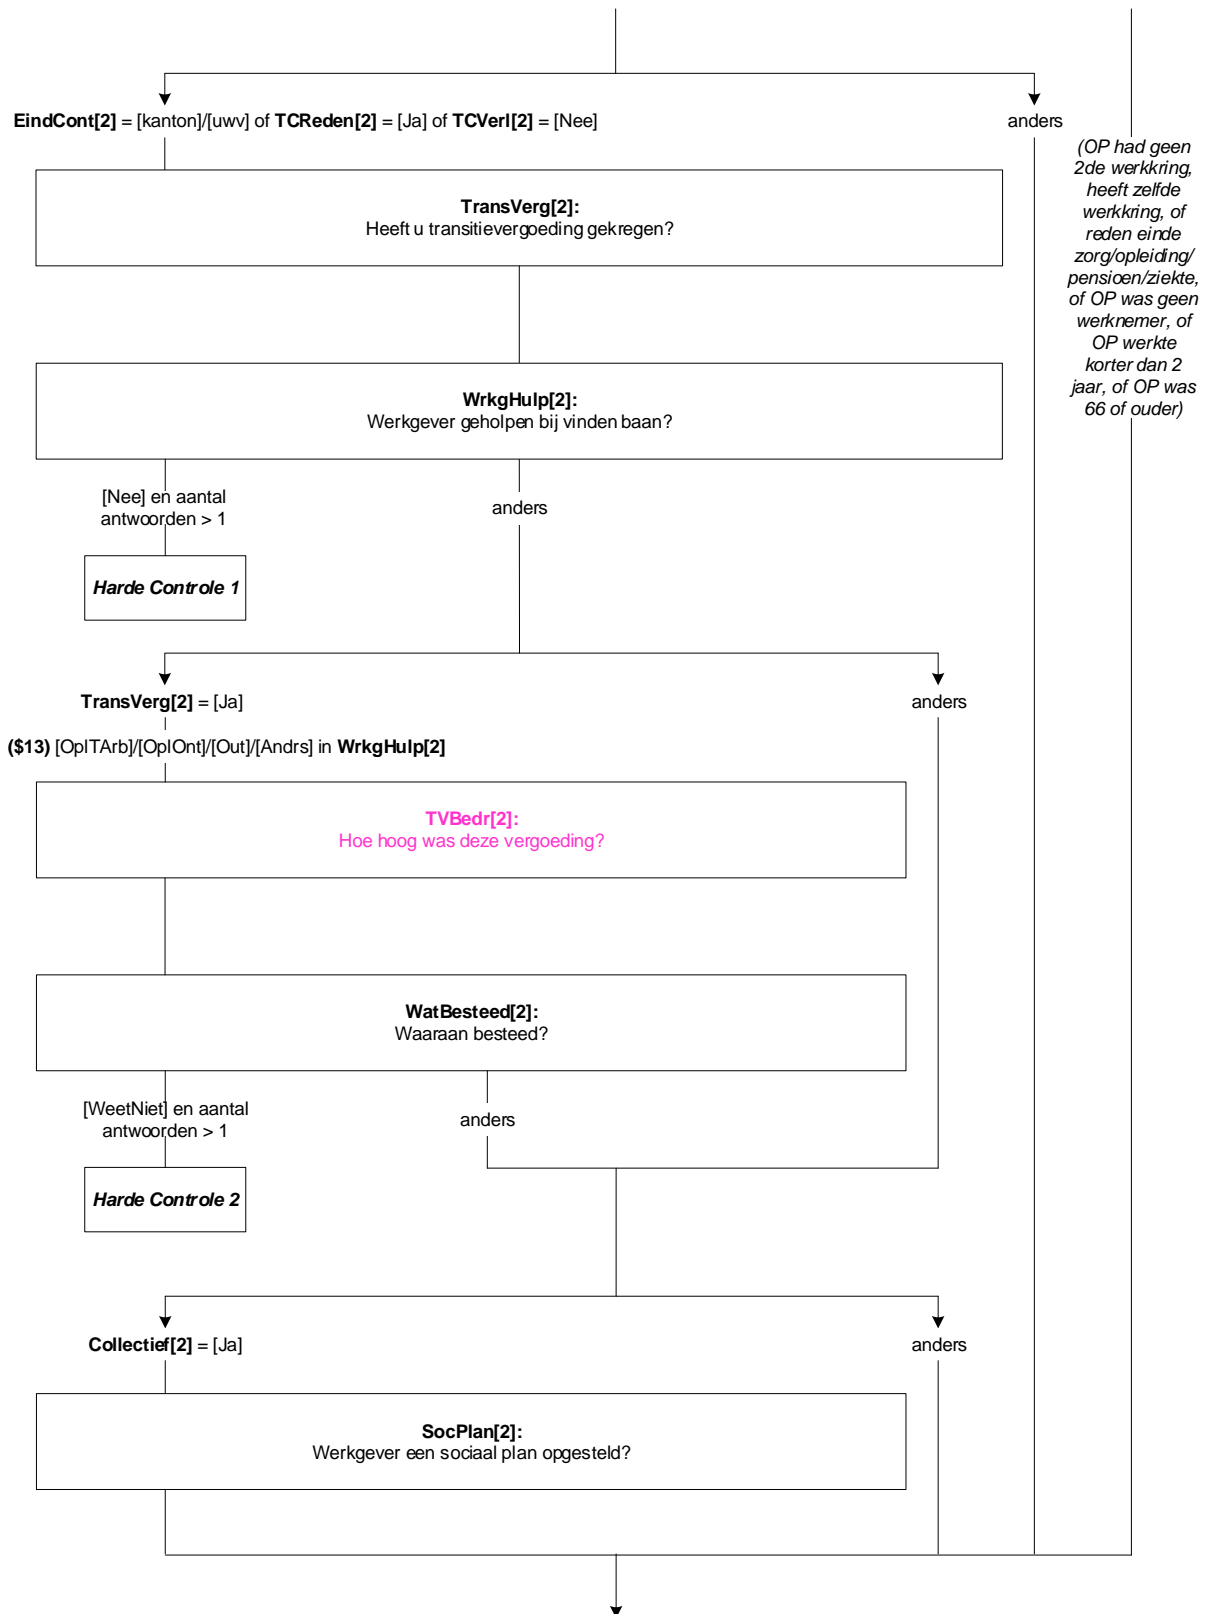 EindCont[2] = [kanton]/[uwv] of TCReden[2] = [Ja] of TCVerl[2] = [Nee]
anders
(OP had geen
2de werkkring,
heeft zelfde
werkkring, of
reden einde
zorg/opleiding/
pensioen/ziekte,
of OP was geen
werknemer, of
OP werkte
korter dan 2
jaar, of OP was
66 of ouder)
TransVerg[2]:
Heeft u transitievergoeding gekregen?
WrkgHulp[2]:
Werkgever geholpen bij vinden baan?
[Nee] en aantal
antwoorden > 1
anders
Harde Controle 1
TransVerg[2] = [Ja]
anders
($13) [OplTArb]/[OplOnt]/[Out]/[Andrs] in WrkgHulp[2]
TVBedr[2]:
Hoe hoog was deze vergoeding?
WatBesteed[2]:
Waaraan besteed?
[WeetNiet] en aantal
antwoorden > 1
anders
Harde Controle 2
Collectief[2] = [Ja]
anders
SocPlan[2]:
Werkgever een sociaal plan opgesteld?